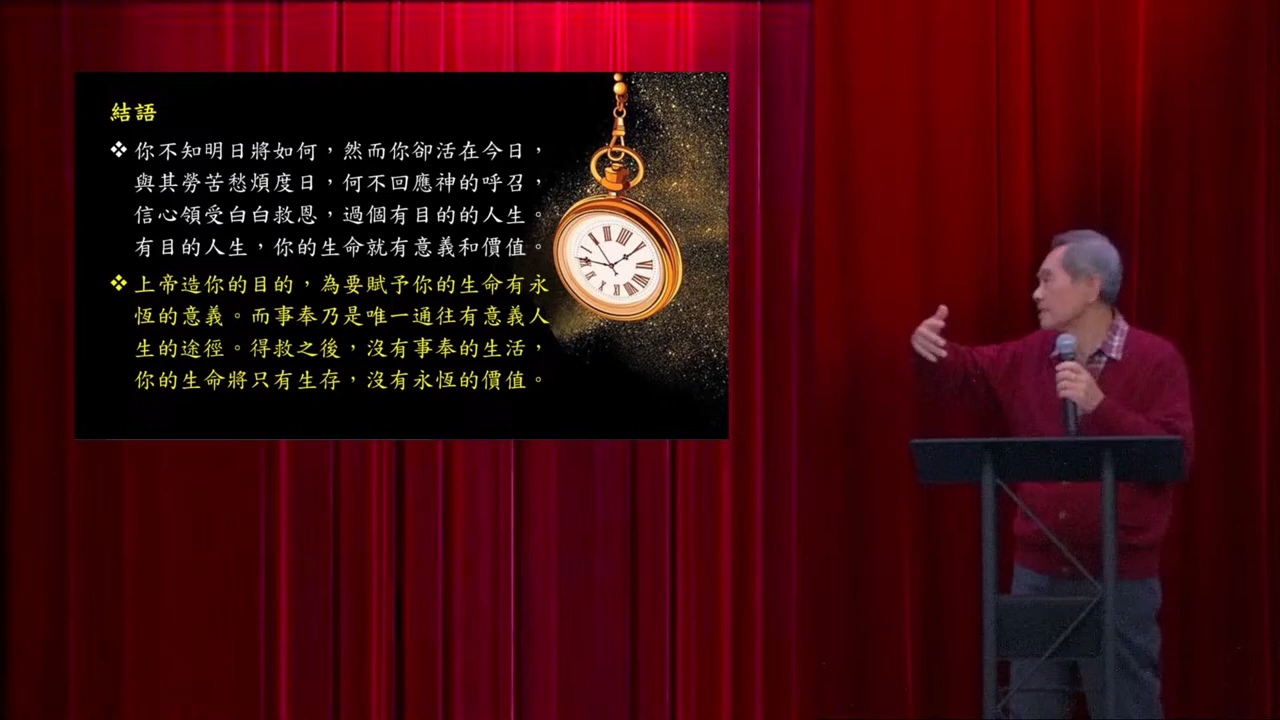 結語
❖ 你不知明日將如何，然而你卻活在今日，
與其勞苦愁煩度日，何不回應神的呼召，
信心領受白白救恩，過個有目的的人生。
有目的人生，你的生命就有意義和價值。
❖ 上帝造你的目的，為要賦予你的生命有永
恆的意義。而事奉乃是唯一通往有意義人
生的途徑。得救之後，沒有事奉的生活，
你的生命將只有生存，沒有永恆的價值。